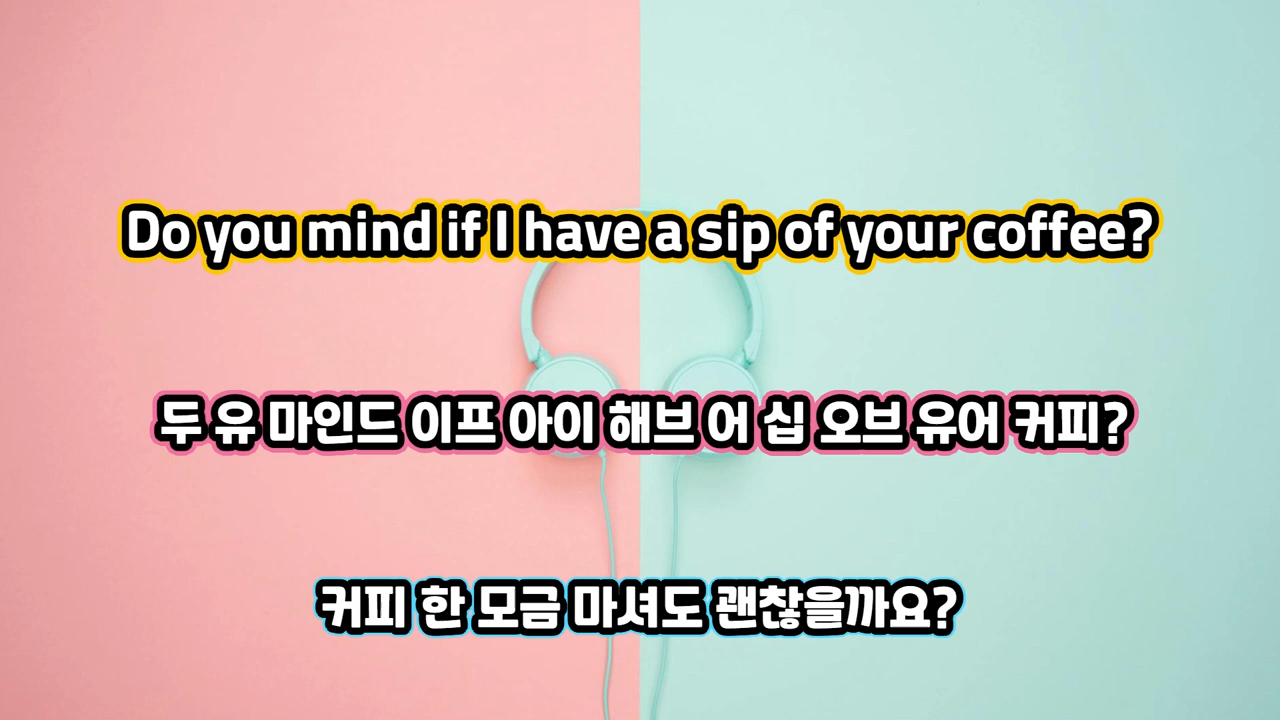 Do you mind if I have a sip of your coffee?
두 유 마인드 이프 아이 해브 어 십 오브 유어 커피?
커피 한 모금 마셔도 괜찮을까요?